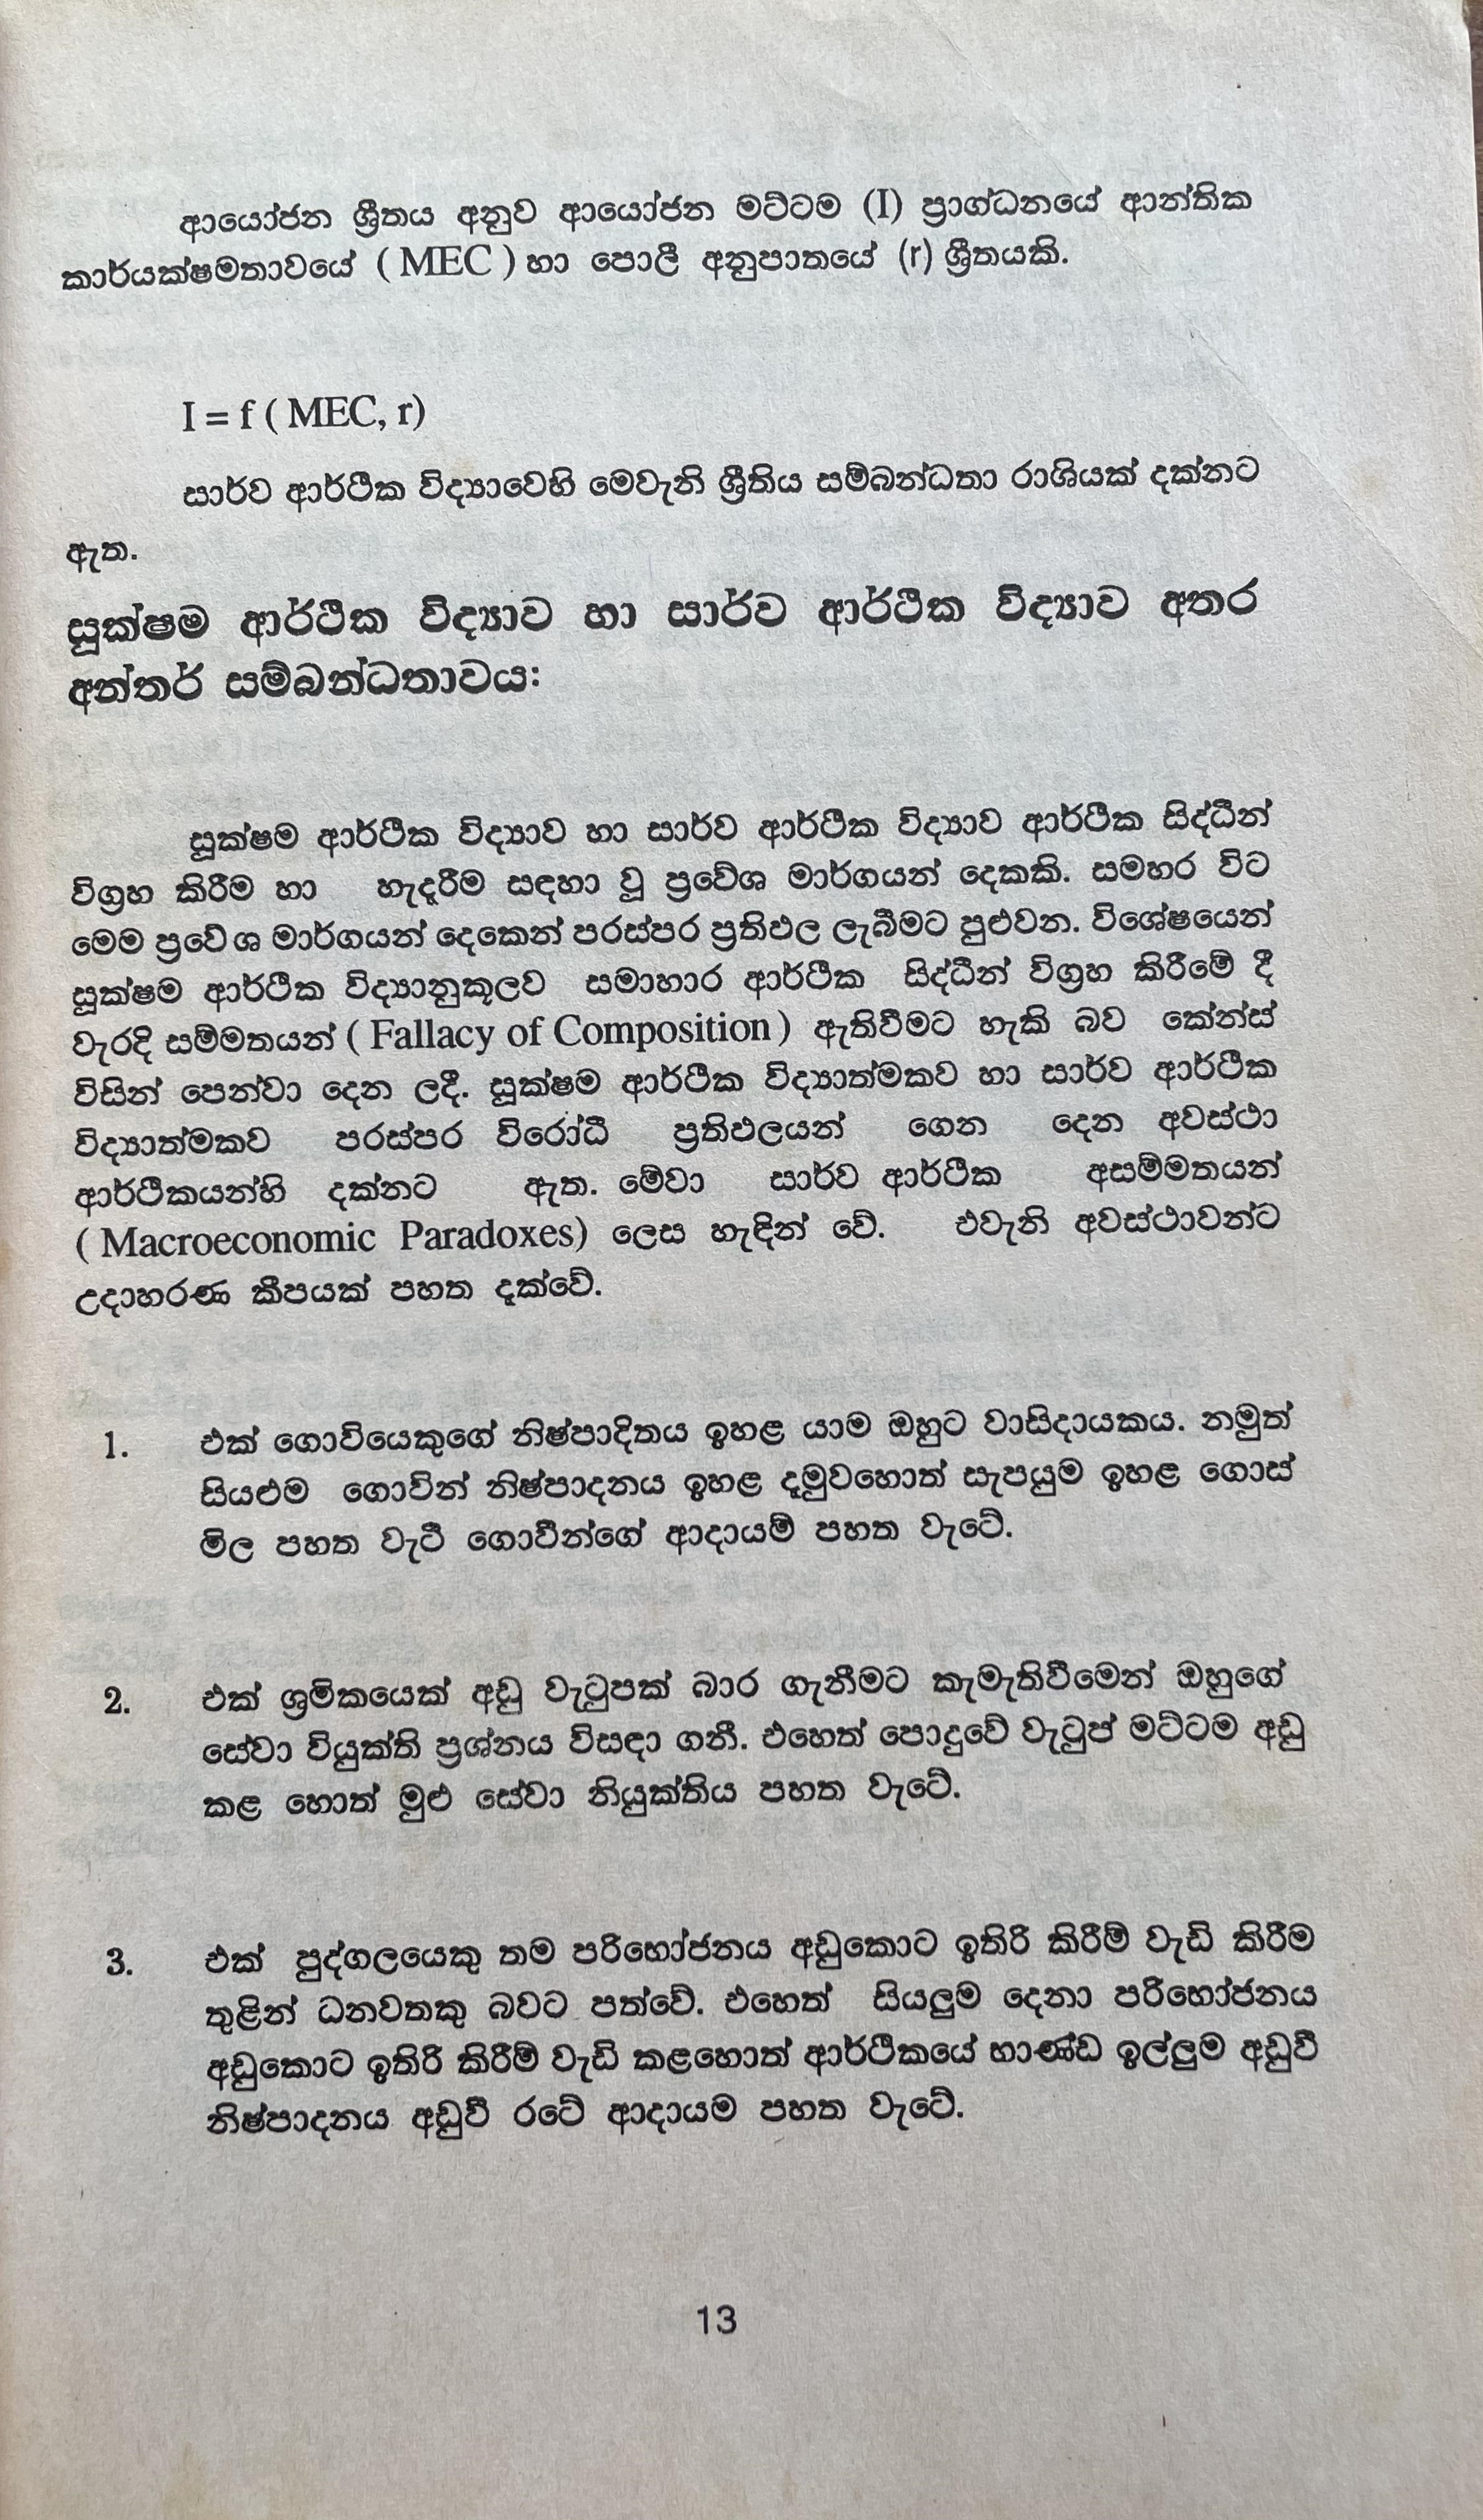 ආයෝජන ශ්‍රීතය අනුව ආයෝජන මට්ටම (I) ප්‍රාග්ධනයේ ආන්තික
කාර්යක්ෂමතාවයේ ( MEC ) හා පොලී අනුපාතයේ (r) ශ්‍රීතයකි.
I = f ( MEC, r)
සාර්ව ආර්ථික විද්‍යාවෙහි මෙවැනි ශ්‍රීතිය සම්බන්ධතා රාශියක් දක්නට
ඇත.
සූක්ෂම ආර්ථික විද්‍යාව හා සාර්ව ආර්ථික විද්‍යාව අතර
අන්තර් සම්බන්ධතාවය:
සූක්ෂම ආර්ථික විද්‍යාව හා සාර්ව ආර්ථික විද්‍යාව ආර්ථික සිද්ධීන්
විග්‍රහ කිරීම හා හැදෑරීම සඳහා වූ ප්‍රවේශ මාර්ගයන් දෙකකි. සමහර විට
මෙම ප්‍රවේශ මාර්ගයන් දෙකෙන් පරස්පර ප්‍රතිඵල ලැබීමට පුළුවන. විශේෂයෙන්
සූක්ෂම ආර්ථික විද්‍යානුකූලව සමාහාර ආර්ථික සිද්ධීන් විග්‍රහ කිරීමේ දී
වැරදි සම්මතයන් ( Fallacy of Composition ) ඇතිවීමට හැකි බව කේන්ස්
විසින් පෙන්වා දෙන ලදී. සූක්ෂම ආර්ථික විද්‍යාත්මකව හා සාර්ව ආර්ථික
විද්‍යාත්මකව පරස්පර විරෝධී ප්‍රතිඵලයන් ගෙන දෙන අවස්ථා
ආර්ථිකයන්හි දක්නට ඇත. මේවා සාර්ව ආර්ථික අසම්මතයන්
( Macroeconomic Paradoxes) ලෙස හැඳින් වේ. එවැනි අවස්ථාවන්ට
උදාහරණ කීපයක් පහත දැක්වේ.
1. එක් ගොවියෙකුගේ නිෂ්පාදිතය ඉහළ යාම ඔහුට වාසිදායකය. නමුත්
සියළුම ගොවින් නිෂ්පාදනය ඉහළ දැමුවහොත් සැපයුම ඉහළ ගොස්
මිල පහත වැටී ගොවීන්ගේ ආදායම් පහත වැටේ.
2. එක් ශ්‍රමිකයෙක් අඩු වැටුපක් බාර ගැනීමට කැමැතිවීමෙන් ඔහුගේ
සේවා වියුක්ති ප්‍රශ්නය විසඳා ගනී. එහෙත් පොදුවේ වැටුප් මට්ටම අඩු
කළ හොත් මුළු සේවා නියුක්තිය පහත වැටේ.
3. එක් පුද්ගලයෙකු තම පරිභෝජනය අඩුකොට ඉතිරි කිරීම් වැඩි කිරීම
තුළින් ධනවතකු බවට පත්වේ. එහෙත් සියලුම දෙනා පරිභෝජනය
අඩුකොට ඉතිරි කිරීම් වැඩි කළහොත් ආර්ථිකයේ භාණ්ඩ ඉල්ලුම අඩුවී
නිෂ්පාදනය අඩුවී රටේ ආදායම පහත වැටේ.
13